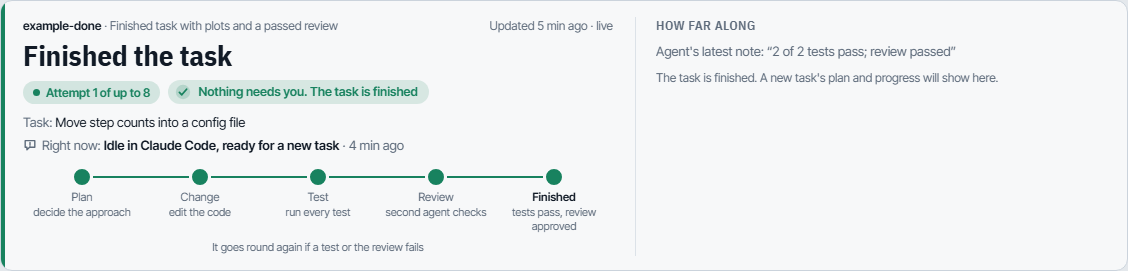 example-done · Finished task with plots and a passed review
Updated 5 min ago · live
Finished the task
Attempt 1 of up to 8
Nothing needs you. The task is finished
Task: Move step counts into a config file
Right now: Idle in Claude Code, ready for a new task · 4 min ago
Plan
decide the approach
Change
edit the code
Test
run every test
Review
second agent checks
Finished
tests pass, review
approved
It goes round again if a test or the review fails
HOW FAR ALONG
Agent's latest note: “2 of 2 tests pass; review passed”
The task is finished. A new task's plan and progress will show here.